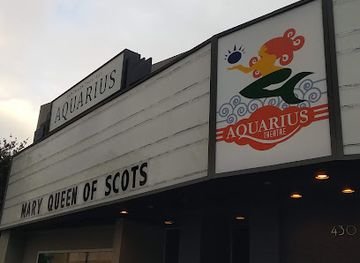 AQUARIUS
MARY QUEEN OF SCOTS
AQUARIUS
THEATRE
430